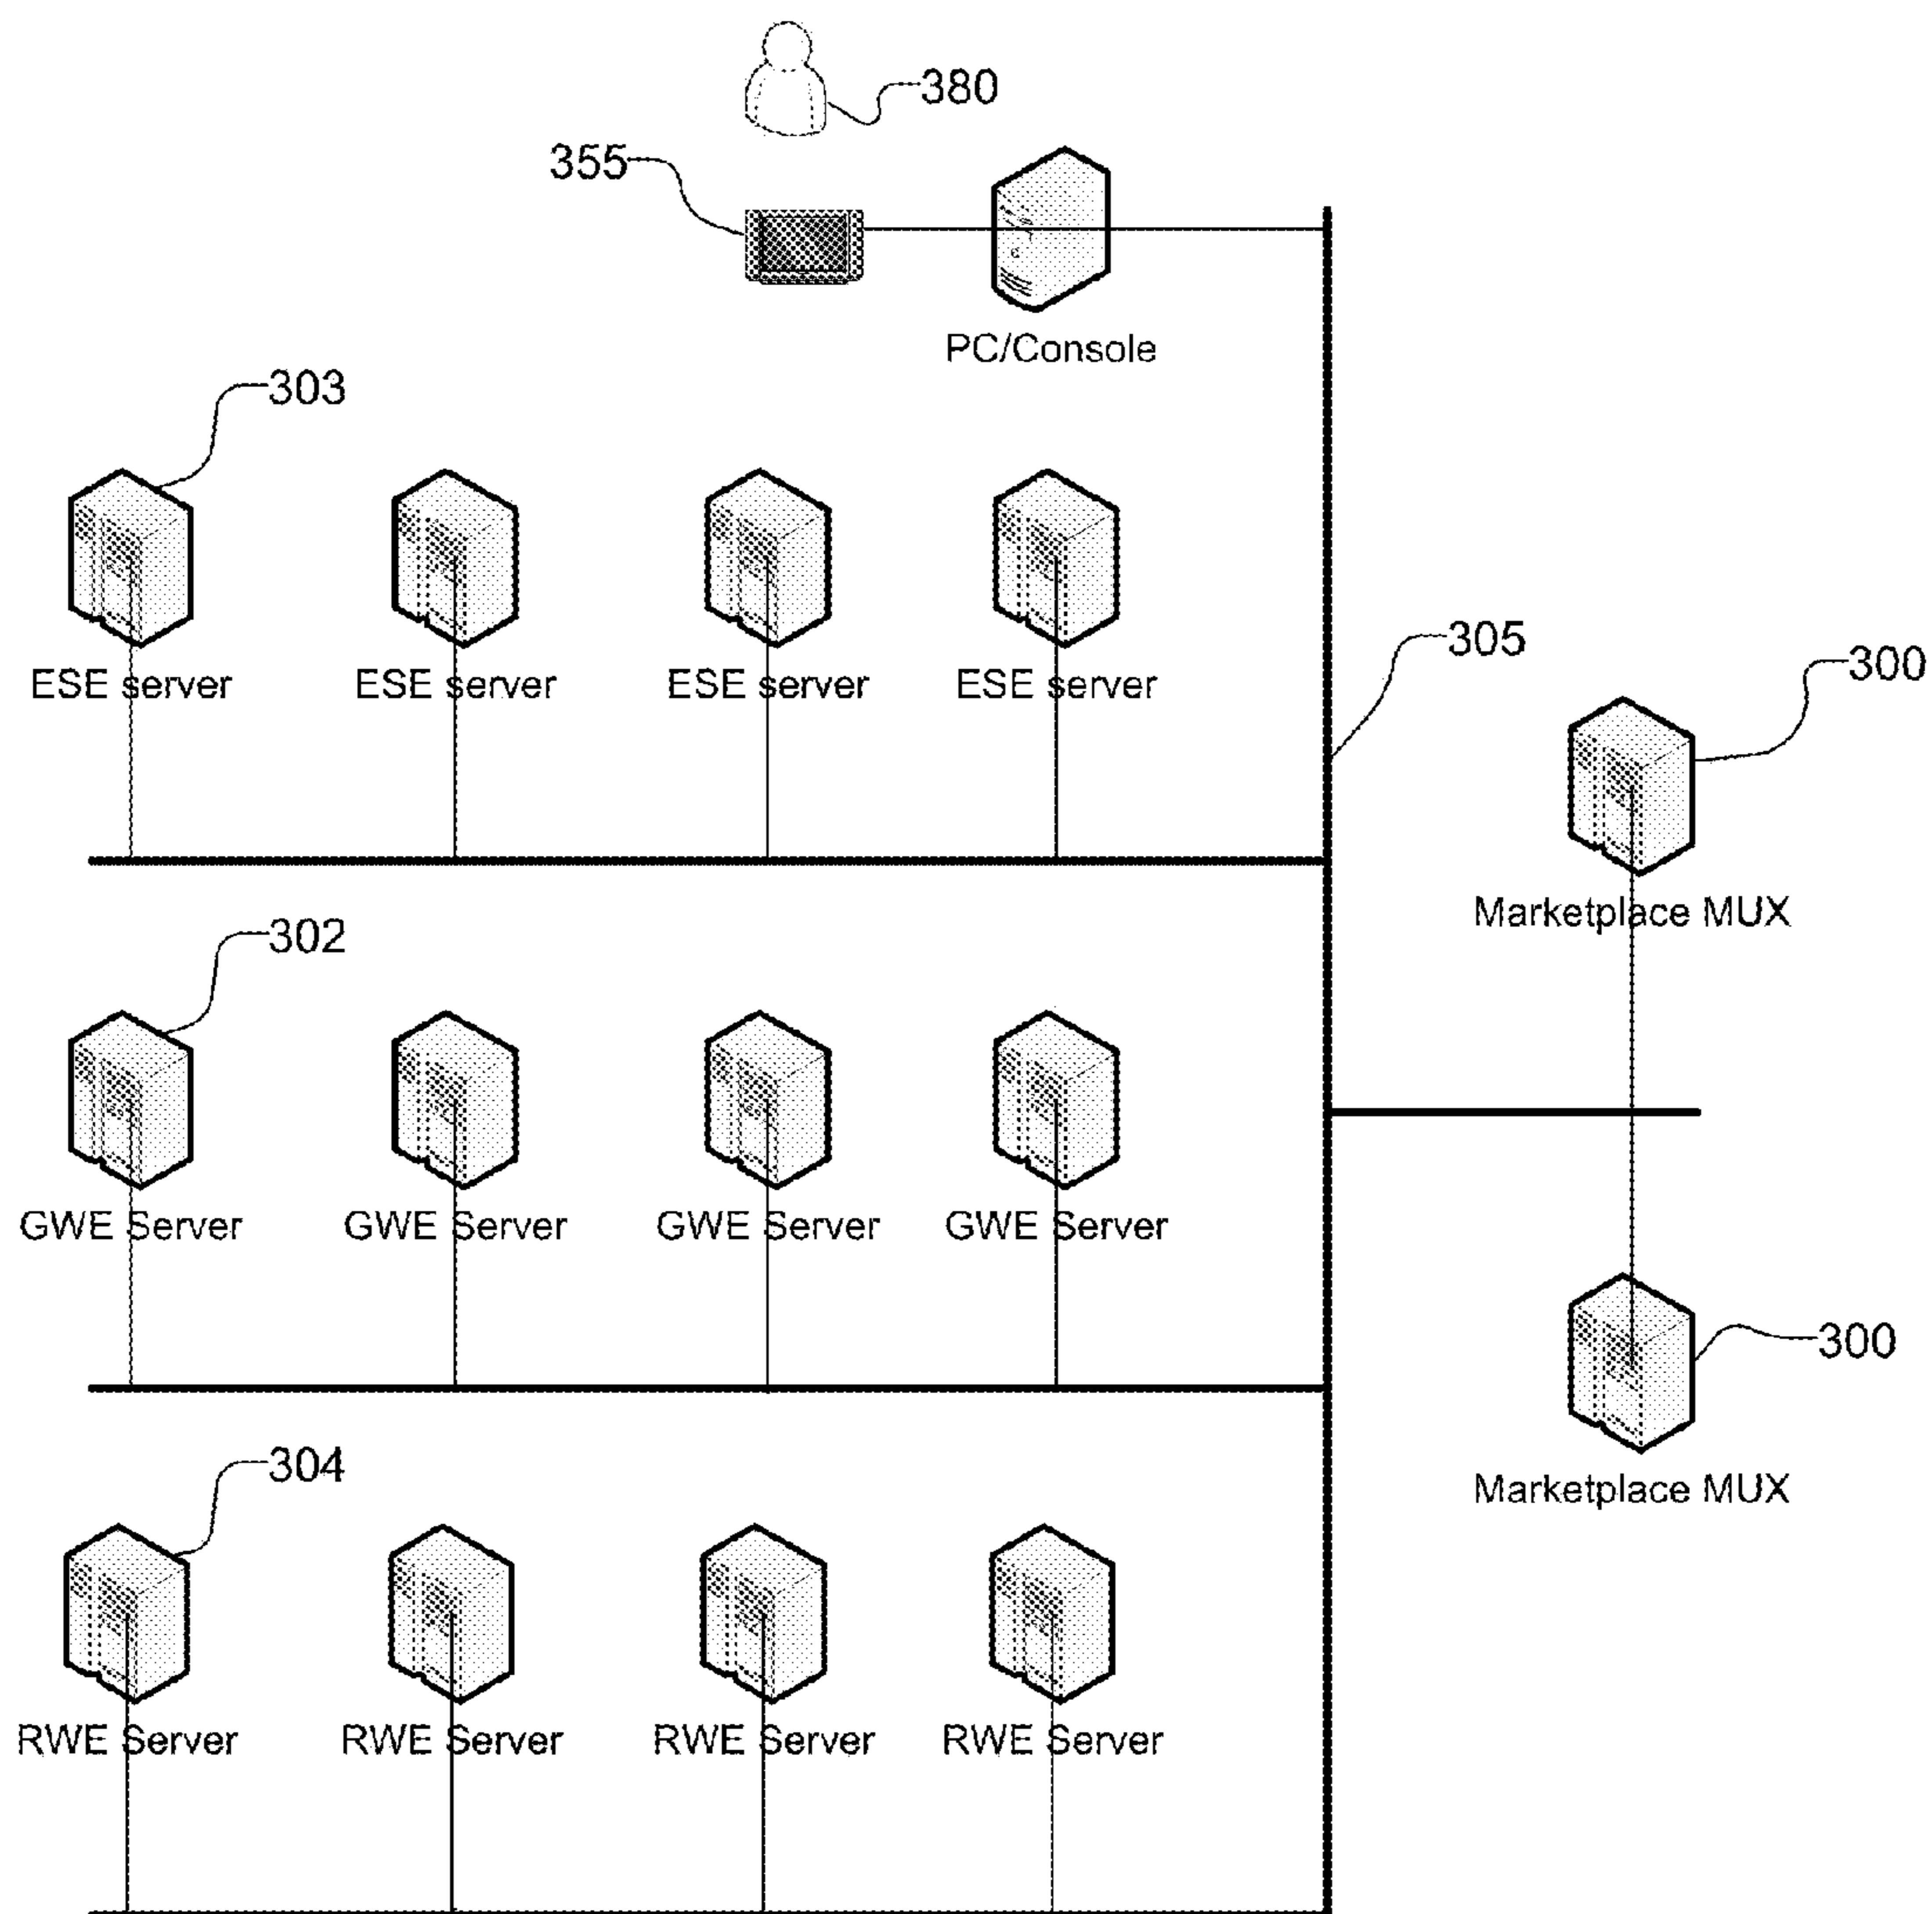 380
355
PC/Console
303
ESE server ESE server ESE server ESE server
305
300
Marketplace MUX
302
GWE Server GWE Server GWE Server GWE Server
300
Marketplace MUX
304
RWE Server RWE Server RWE Server RWE Server